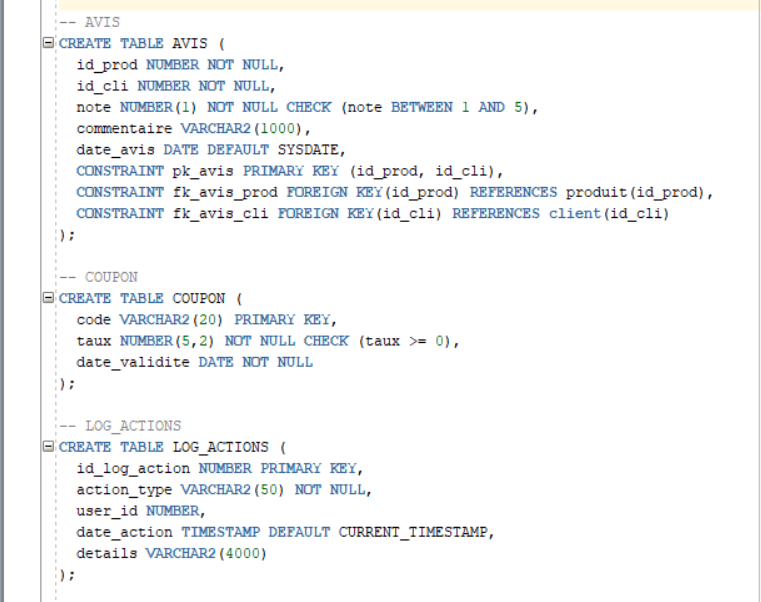 -- AVIS
CREATE TABLE AVIS (
id_prod NUMBER NOT NULL,
id_cli NUMBER NOT NULL,
note NUMBER(1) NOT NULL CHECK (note BETWEEN 1 AND 5),
commentaire VARCHAR2(1000),
date_avis DATE DEFAULT SYSDATE,
CONSTRAINT pk_avis PRIMARY KEY (id_prod, id_cli),
CONSTRAINT fk_avis_prod FOREIGN KEY(id_prod) REFERENCES produit(id_prod),
CONSTRAINT fk_avis_cli FOREIGN KEY(id_cli) REFERENCES client(id_cli)
);
-- COUPON
CREATE TABLE COUPON (
code VARCHAR2(20) PRIMARY KEY,
taux NUMBER(5,2) NOT NULL CHECK (taux >= 0),
date_validite DATE NOT NULL
);
-- LOG_ACTIONS
CREATE TABLE LOG_ACTIONS (
id_log_action NUMBER PRIMARY KEY,
action_type VARCHAR2(50) NOT NULL,
user_id NUMBER,
date_action TIMESTAMP DEFAULT CURRENT_TIMESTAMP,
details VARCHAR2(4000)
);